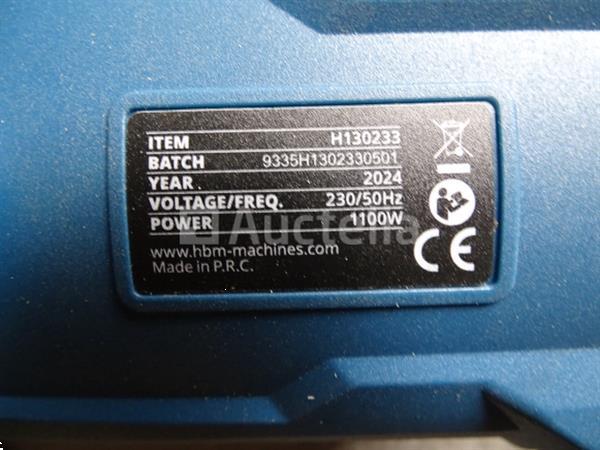 ITEM H130233
BATCH 9335H1302330501
YEAR 2024
VOLTAGE/FREQ. 230/50Hz
POWER 1100W
Auctelia
www.hbm-machines.com
Made in P.R.C.
CE